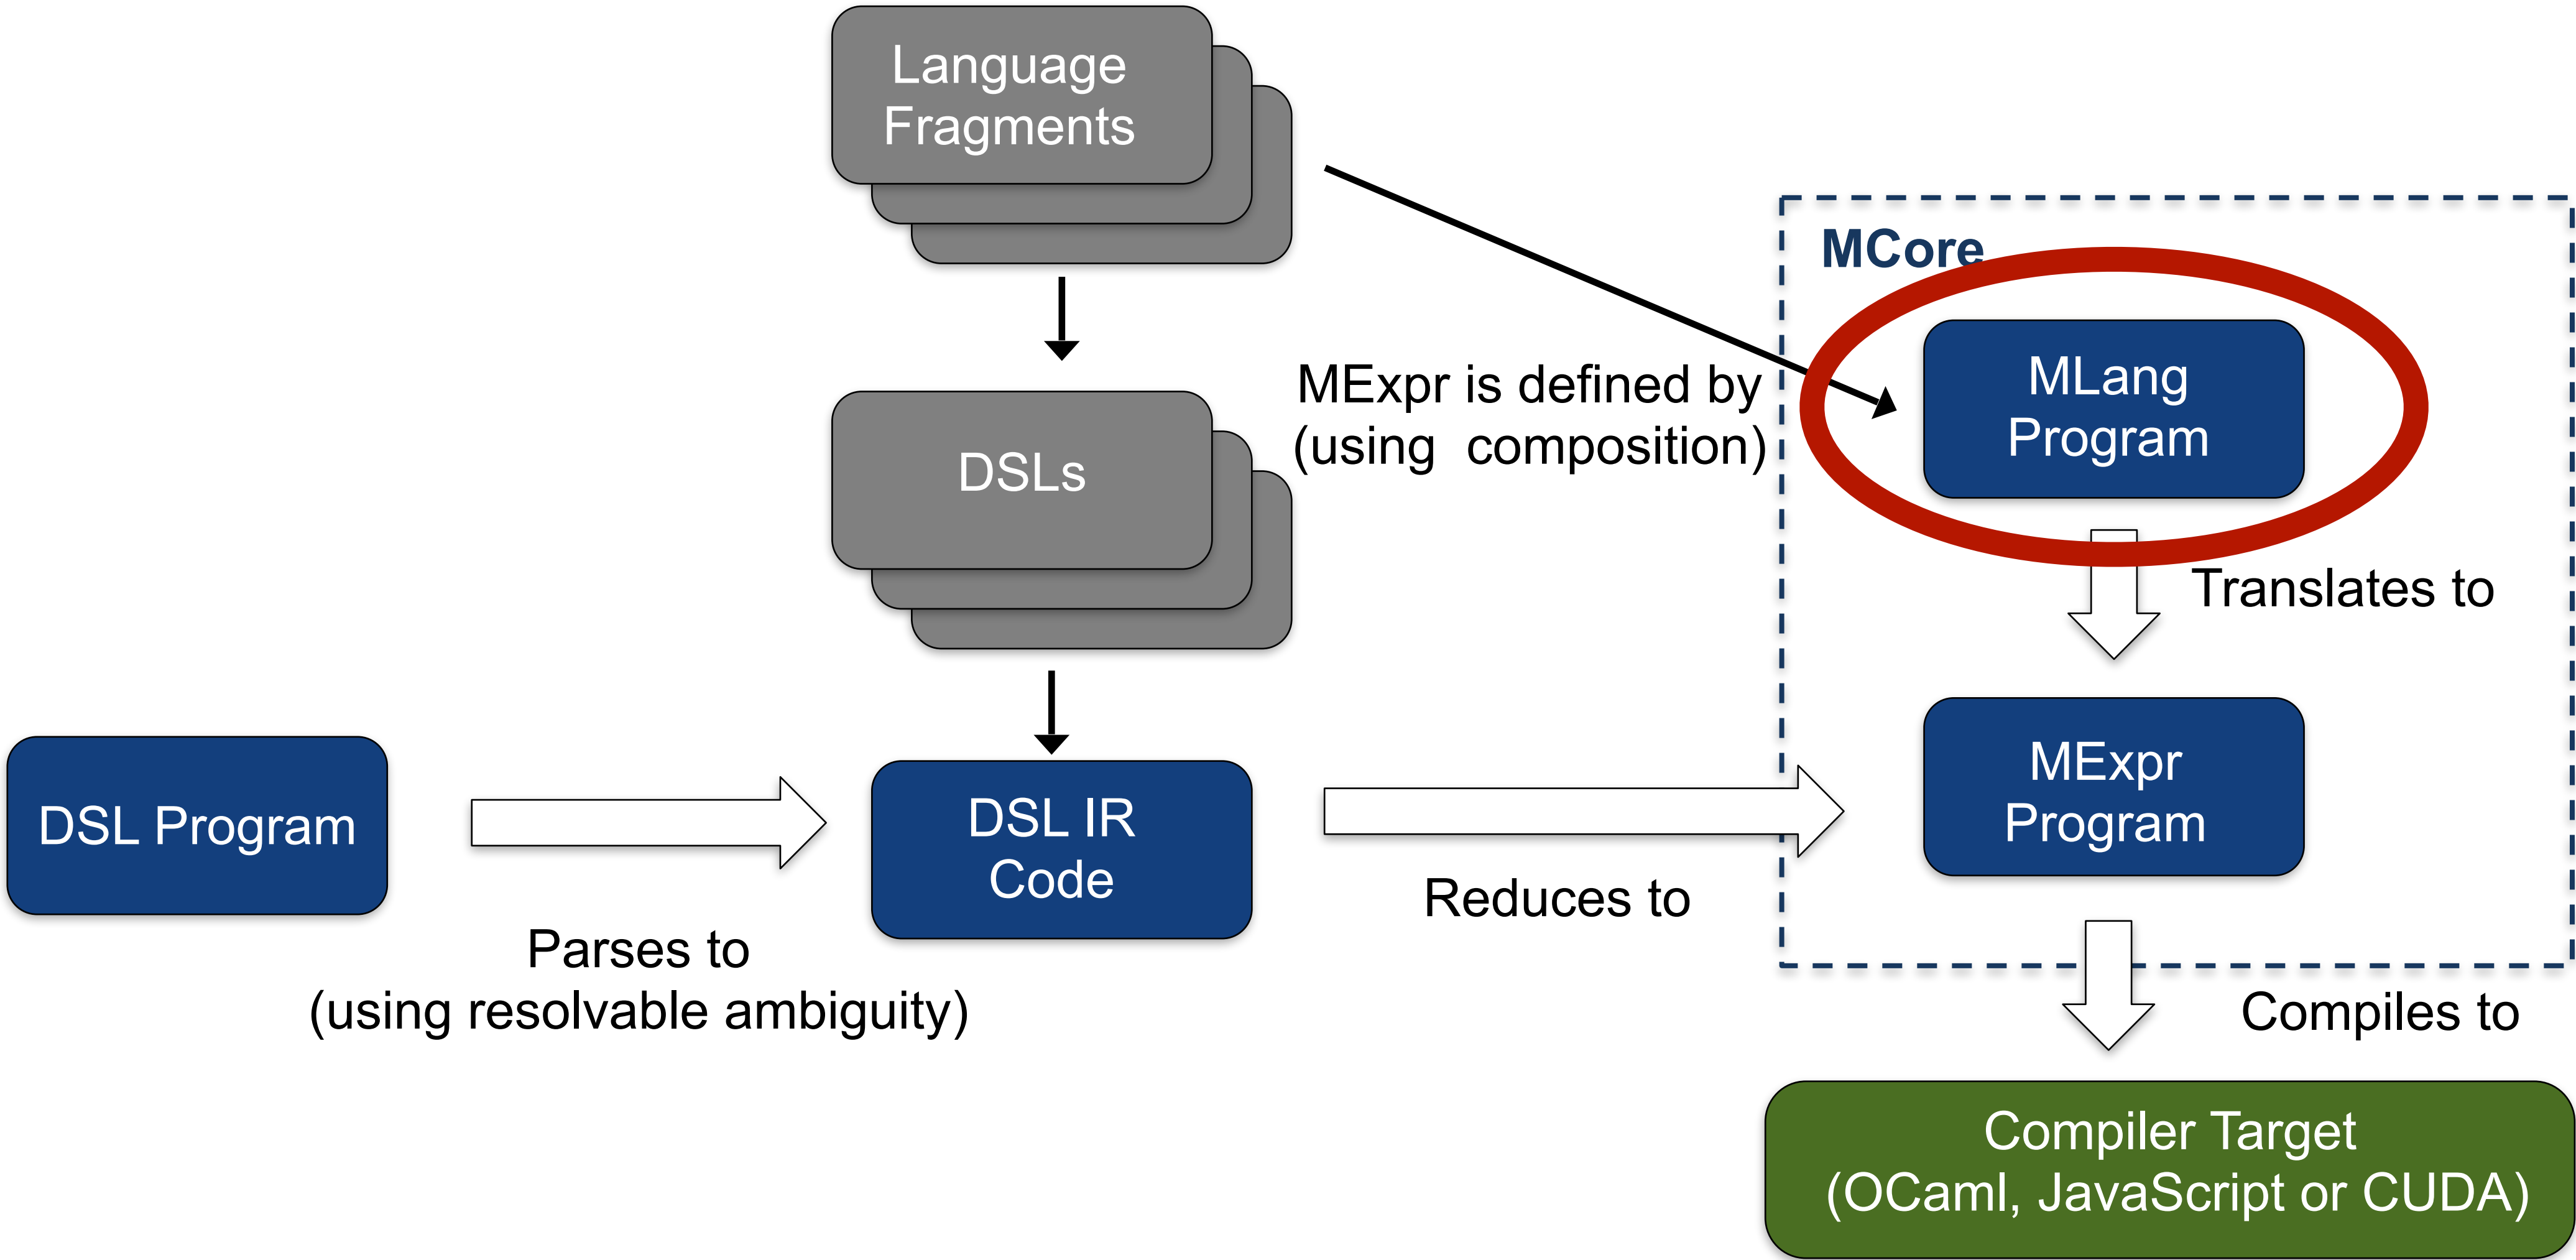 Language
Fragments
MCore
MExpr is defined by
(using  composition)
MLang
Program
DSLs
Translates to
DSL Program
DSL IR
Code
MExpr
Program
Reduces to
Parses to
(using resolvable ambiguity)
Compiles to
Compiler Target
(OCaml, JavaScript or CUDA)